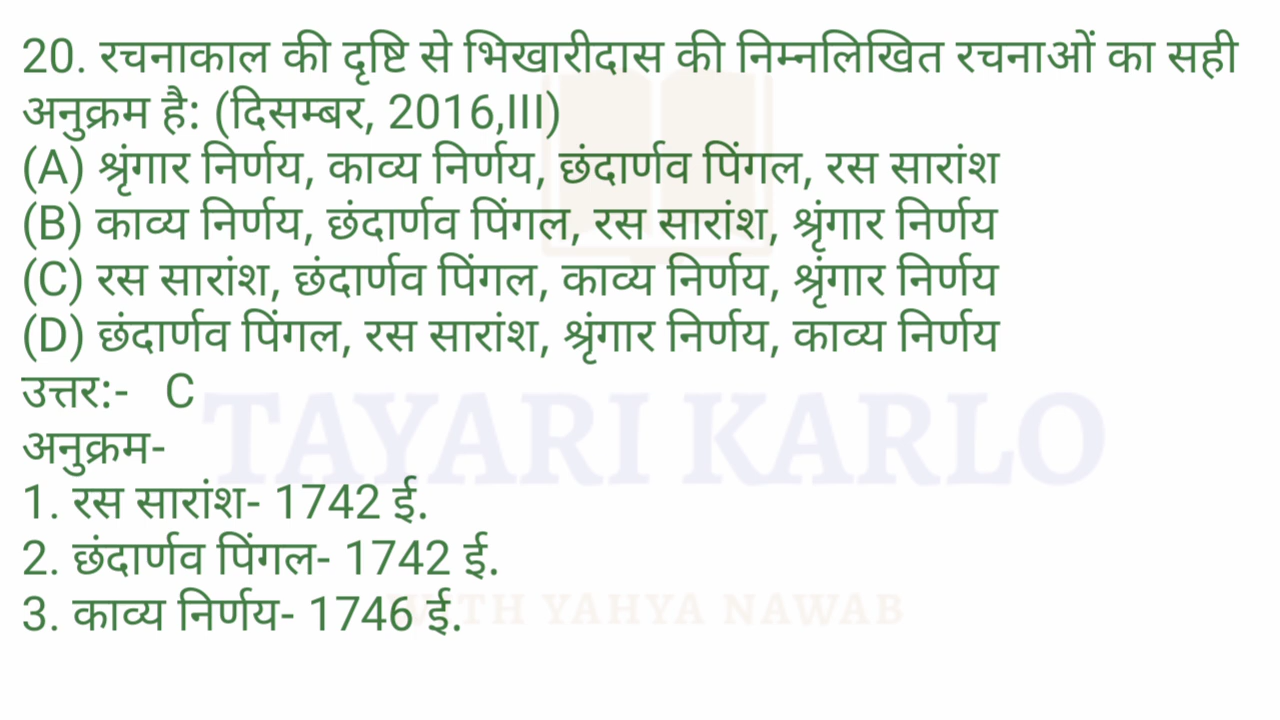 20. रचनाकाल की दृष्टि से भिखारीदास की निम्नलिखित रचनाओं का सही
अनुक्रम है: (दिसम्बर, 2016,III)
(A) श्रृंगार निर्णय, काव्य निर्णय, छंदार्णव पिंगल, रस सारांश
(B) काव्य निर्णय, छंदार्णव पिंगल, रस सारांश, श्रृंगार निर्णय
(C) रस सारांश, छंदार्णव पिंगल, काव्य निर्णय, श्रृंगार निर्णय
(D) छंदार्णव पिंगल, रस सारांश, श्रृंगार निर्णय, काव्य निर्णय
उत्तर:- C
TAYARI KARLO
अनुक्रम-
1. रस सारांश- 1742 ई.
2. छंदार्णव पिंगल- 1742 ई.
3. काव्य निर्णय- 1746 ई.
WITH YAHYA NAWAB